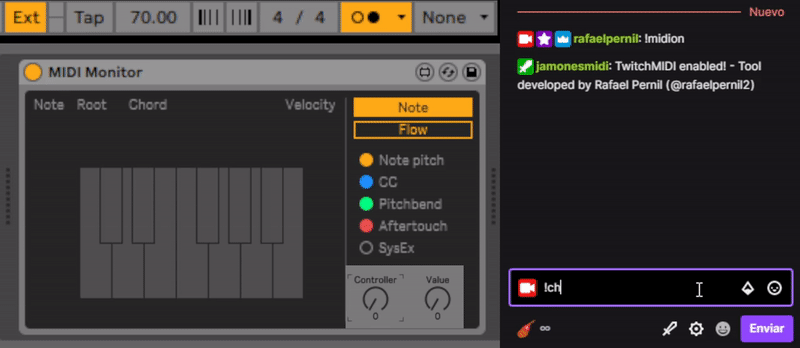 Ext Tap 70.00 4 / 4 None
MIDI Monitor
Note Root Chord Velocity
Note
Flow
Note pitch
CC
Pitchbend
Aftertouch
SysEx
Controller Value
0 0
Nuevo
rafaelpernil: !midion
jamonesmidi: TwitchMIDI enabled! - Tool
developed by Rafael Pernil (@rafaelpernil2)
!ch
∞ Enviar